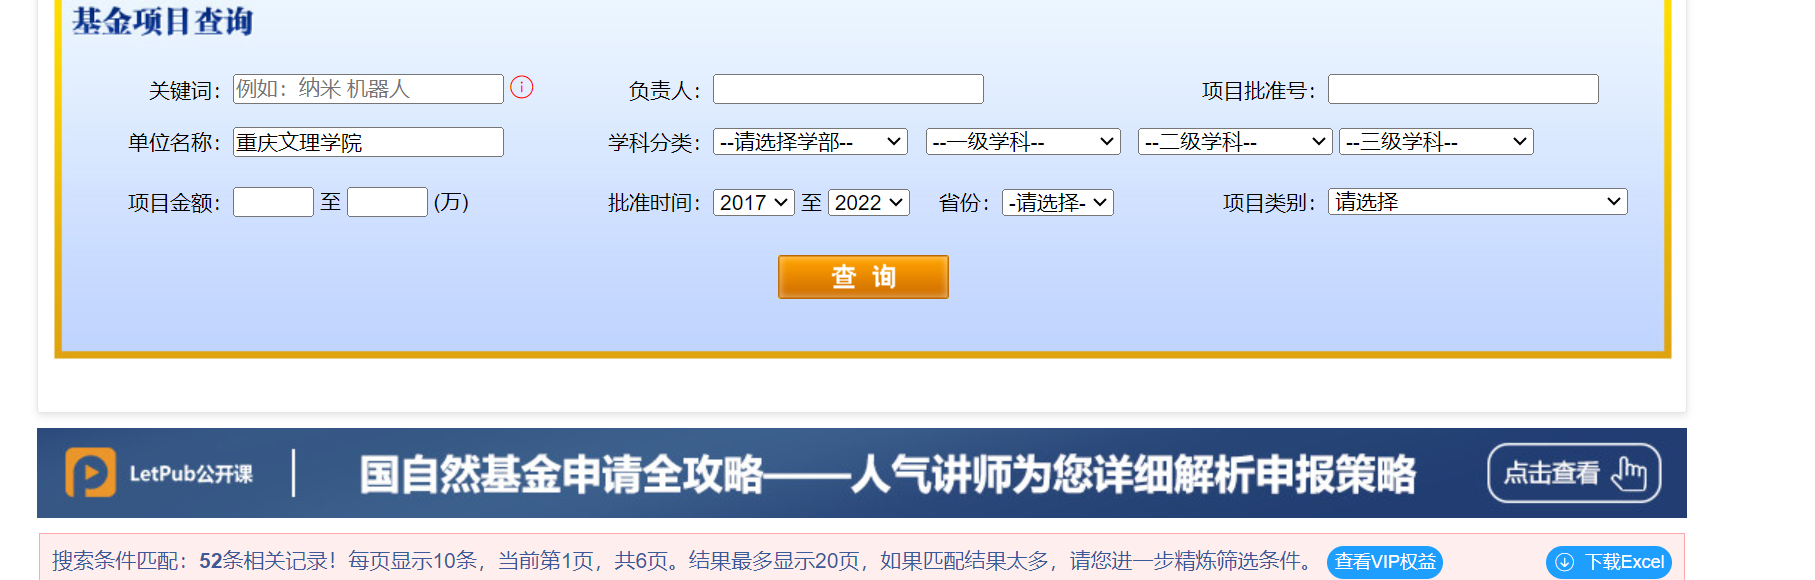 基金项目查询
关键词： 例如：纳米 机器人 负责人： 项目批准号：
单位名称： 重庆文理学院 学科分类： --请选择学部-- --一级学科-- --二级学科-- --三级学科--
项目金额： 至 (万) 批准时间： 2017 至 2022 省份： -请选择- 项目类别： 请选择
查 询
LetPub公开课 国自然基金申请全攻略——人气讲师为您详细解析申报策略 点击查看
搜索条件匹配：52条相关记录！每页显示10条，当前第1页，共6页。结果最多显示20页，如果匹配结果太多，请您进一步精炼筛选条件。 查看VIP权益 下载Excel